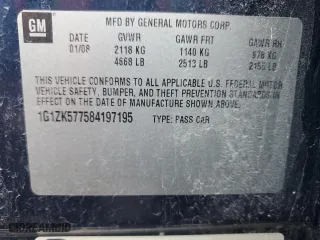 GM
MFD BY GENERAL MOTORS CORP
DATE GVWR GAWR FRT GAWR RR
01/08 2118 KG 1140 KG 978 KG
4668 LB 2513 LB 2155 LB
THIS VEHICLE CONFORMS TO ALL APPLICABLE U.S. FEDERAL MOTOR
VEHICLE SAFETY, BUMPER, AND THEFT PREVENTION STANDARDS IN
EFFECT ON THE DATE OF MANUFACTURE SHOWN ABOVE.
1G1ZK577584197195 TYPE: PASS CAR